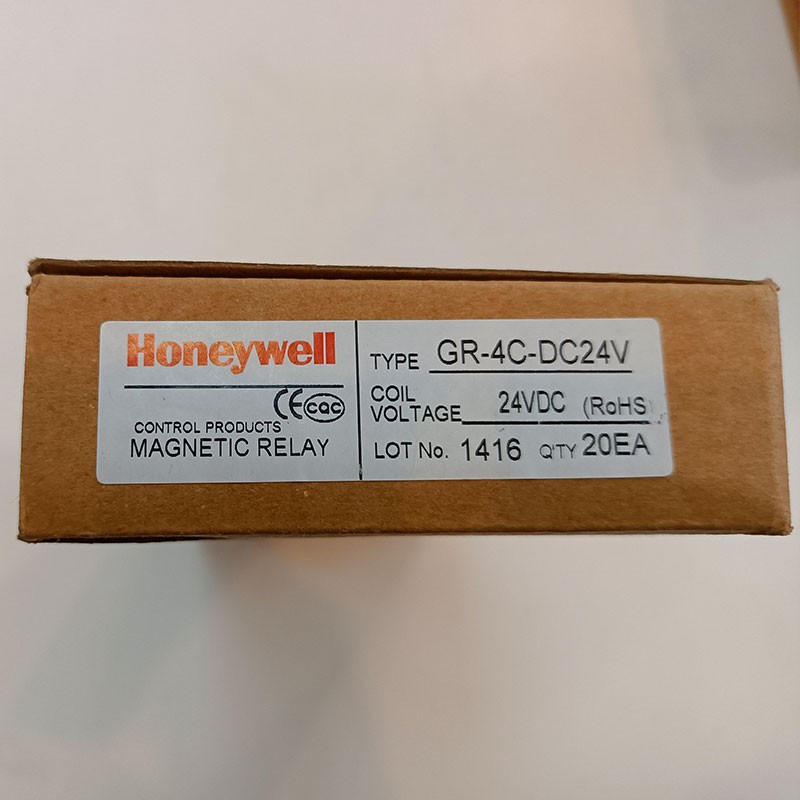 Honeywell
CE cqc
CONTROL PRODUCTS
MAGNETIC RELAY
TYPE GR-4C-DC24V
COIL VOLTAGE 24VDC (RoHS)
LOT No. 1416 Q'TY 20EA